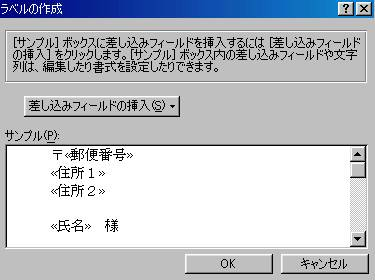 ラベルの作成
[サンプル] ボックスに差し込みフィールドを挿入するには [差し込みフィールド
の挿入] をクリックします。[サンプル] ボックス内の差し込みフィールドや文字
列は、編集したり書式を設定したりできます。
差し込みフィールドの挿入(S)
サンプル(P):
〒«郵便番号»
«住所１»
«住所２»
«氏名» 様
OK
キャンセル